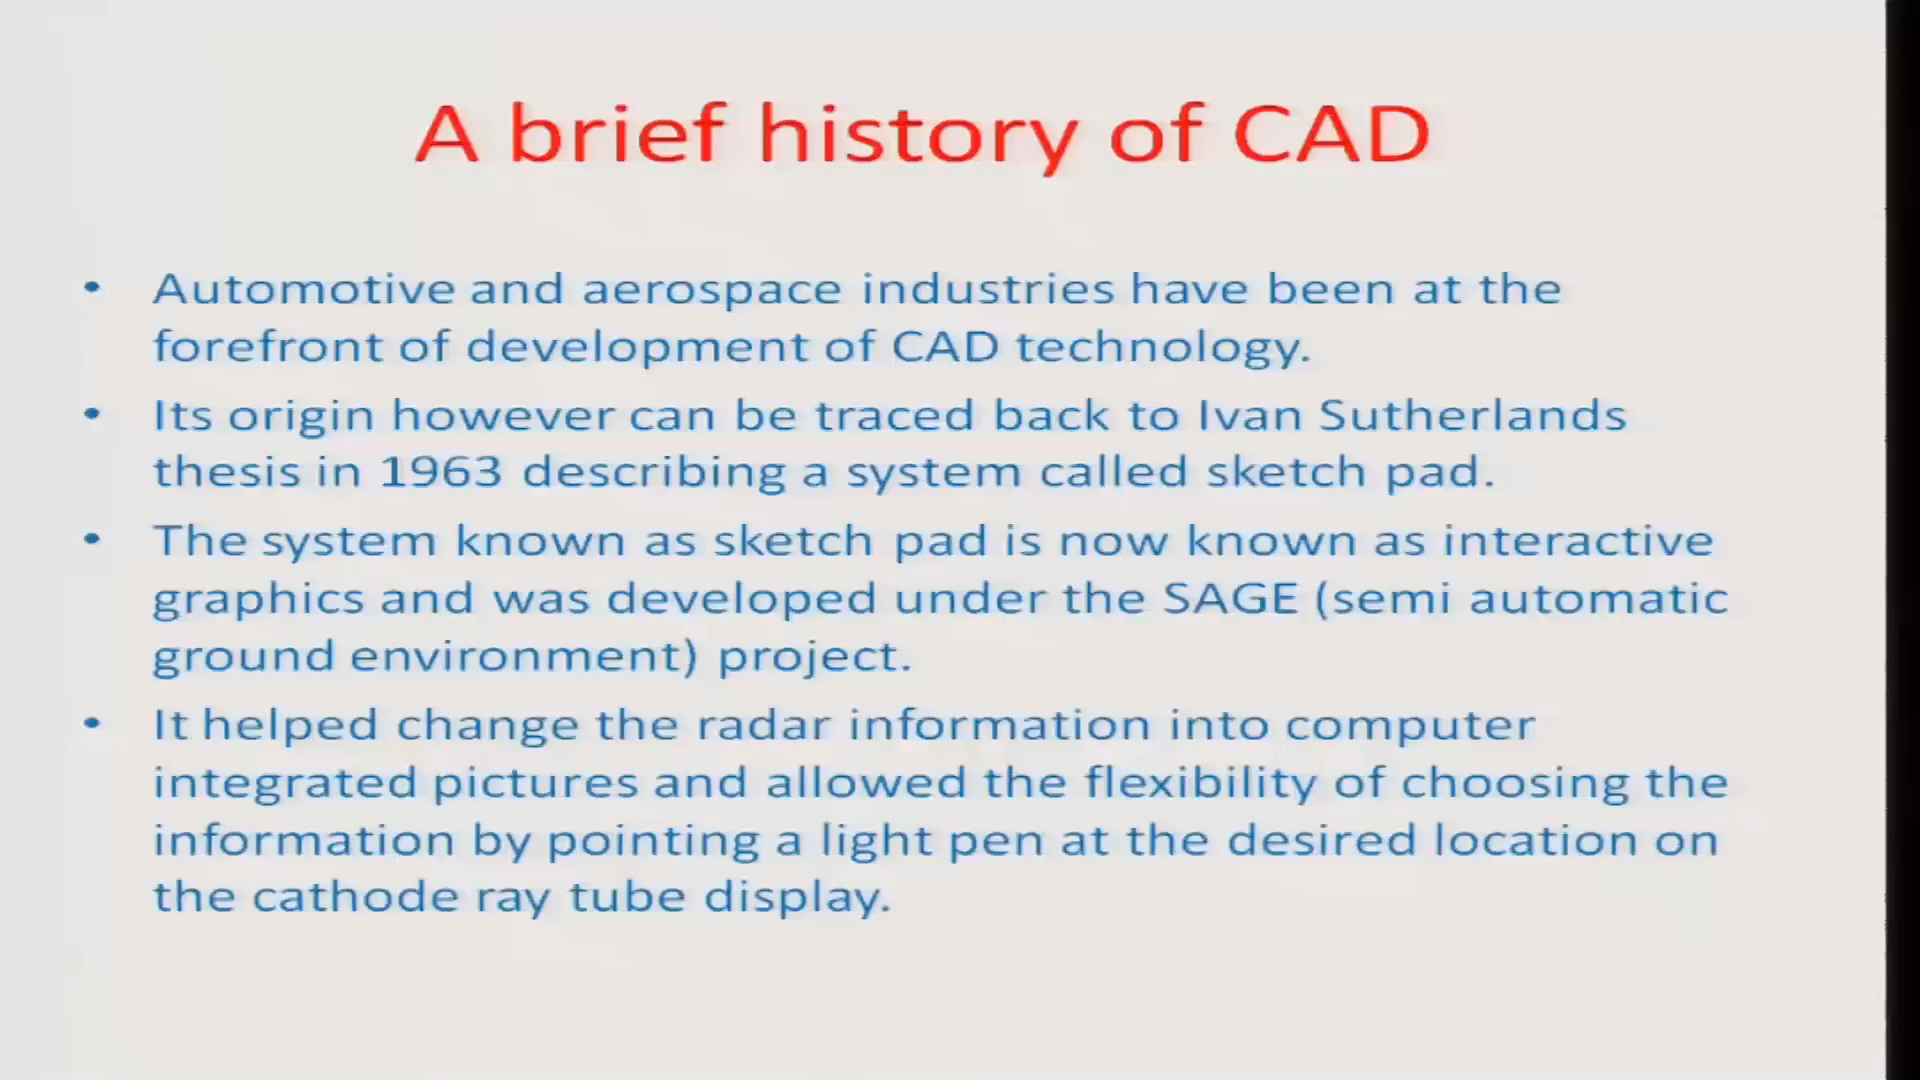 A brief history of CAD
• Automotive and aerospace industries have been at the
forefront of development of CAD technology.
• Its origin however can be traced back to Ivan Sutherlands
thesis in 1963 describing a system called sketch pad.
• The system known as sketch pad is now known as interactive
graphics and was developed under the SAGE (semi automatic
ground environment) project.
• It helped change the radar information into computer
integrated pictures and allowed the flexibility of choosing the
information by pointing a light pen at the desired location on
the cathode ray tube display.